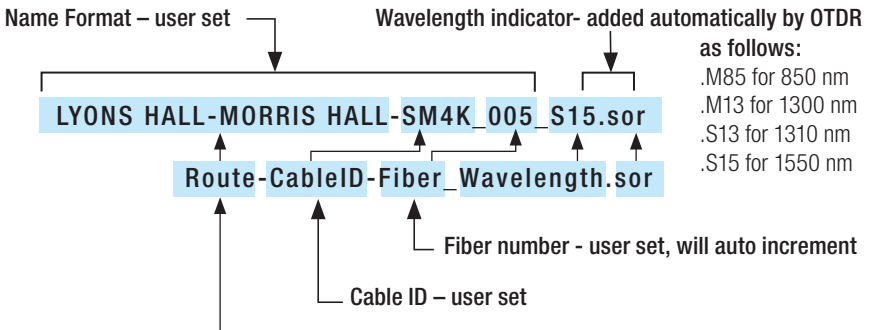 Name Format – user set
Wavelength indicator- added automatically by OTDR
as follows:
.M85 for 850 nm
.M13 for 1300 nm
.S13 for 1310 nm
.S15 for 1550 nm
LYONS HALL-MORRIS HALL-SM4K_005_S15.sor
Route-CableID-Fiber_Wavelength.sor
Fiber number - user set, will auto increment
Cable ID – user set